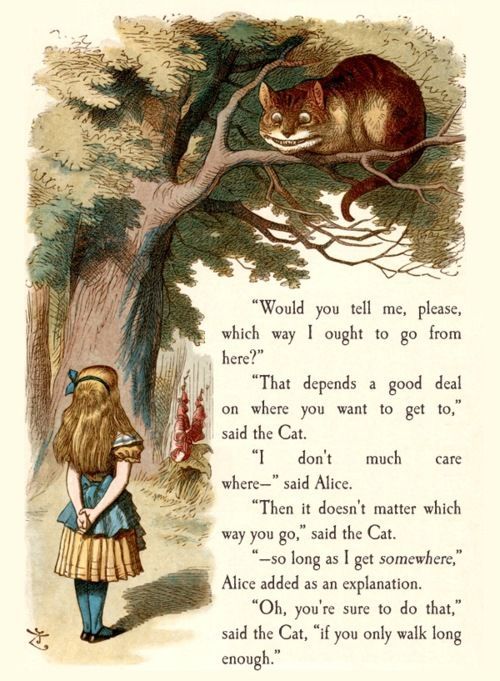 “Would you tell me, please,
which way I ought to go from
here?”
“That depends a good deal
on where you want to get to,”
said the Cat.
“I don't much care
where—” said Alice.
“Then it doesn't matter which
way you go,” said the Cat.
“—so long as I get somewhere,”
Alice added as an explanation.
“Oh, you're sure to do that,”
said the Cat, “if you only walk long
enough.”